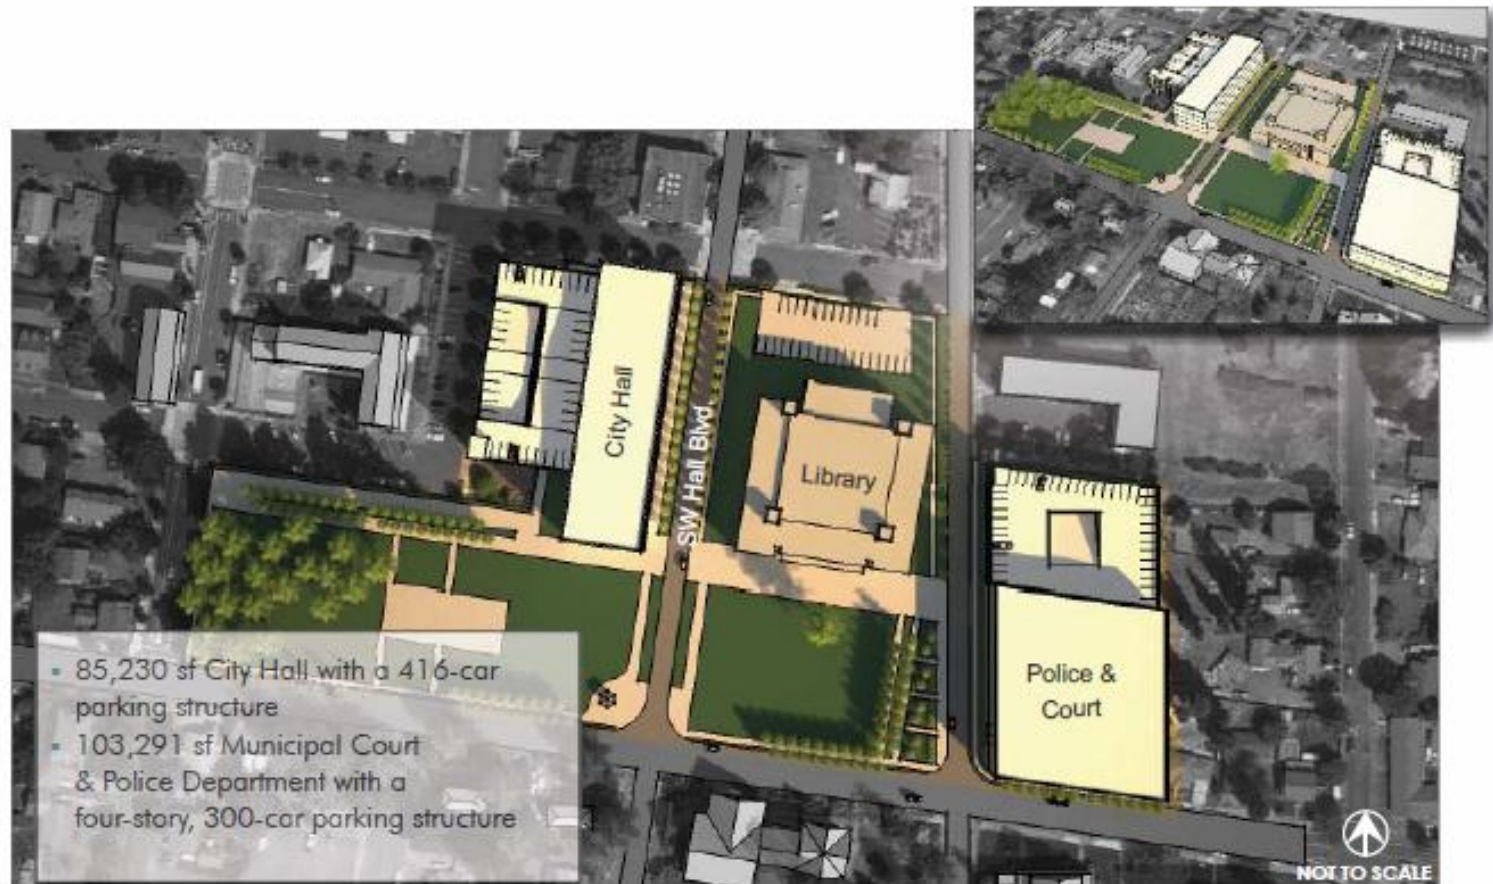 City Hall
SW Hall Blvd.
Library
Police &
Court
▪ 85,230 sf City Hall with a 416-car
parking structure
▪ 103,291 sf Municipal Court
& Police Department with a
four-story, 300-car parking structure
NOT TO SCALE